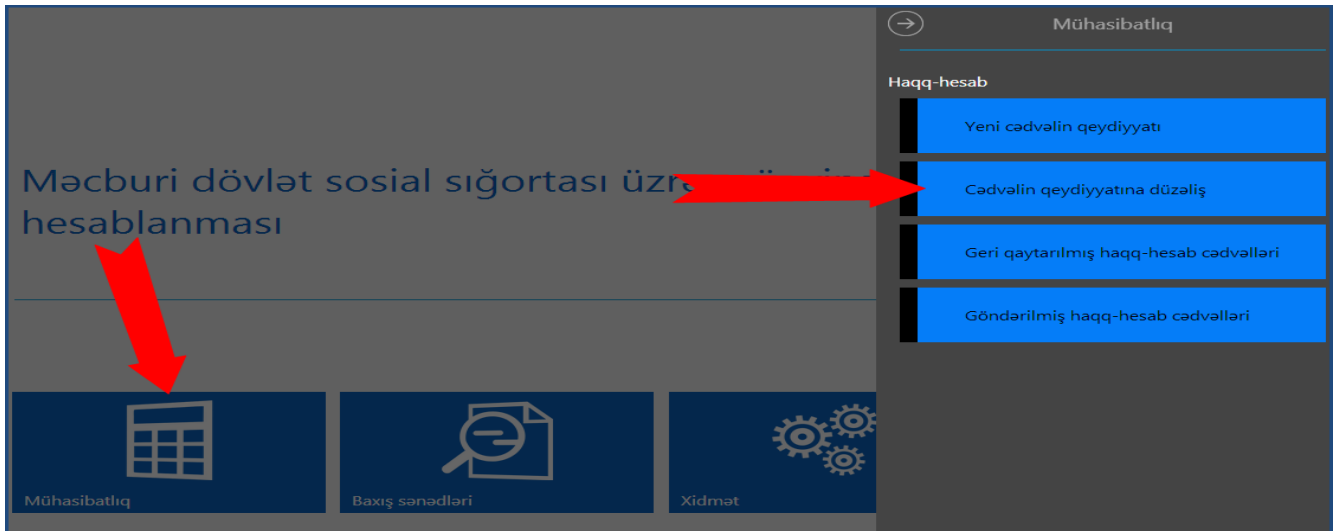 Məcburi dövlət sosial sığortası
hesablanması
Mühasibatlıq
Baxış sənədləri
Xidmət
Mühasibatlıq
Haqq-hesab
Yeni cədvəlin qeydiyyatı
Cədvəlin qeydiyyatına düzəliş
Geri qaytarılmış haqq-hesab cədvəlləri
Göndərilmiş haqq-hesab cədvəlləri